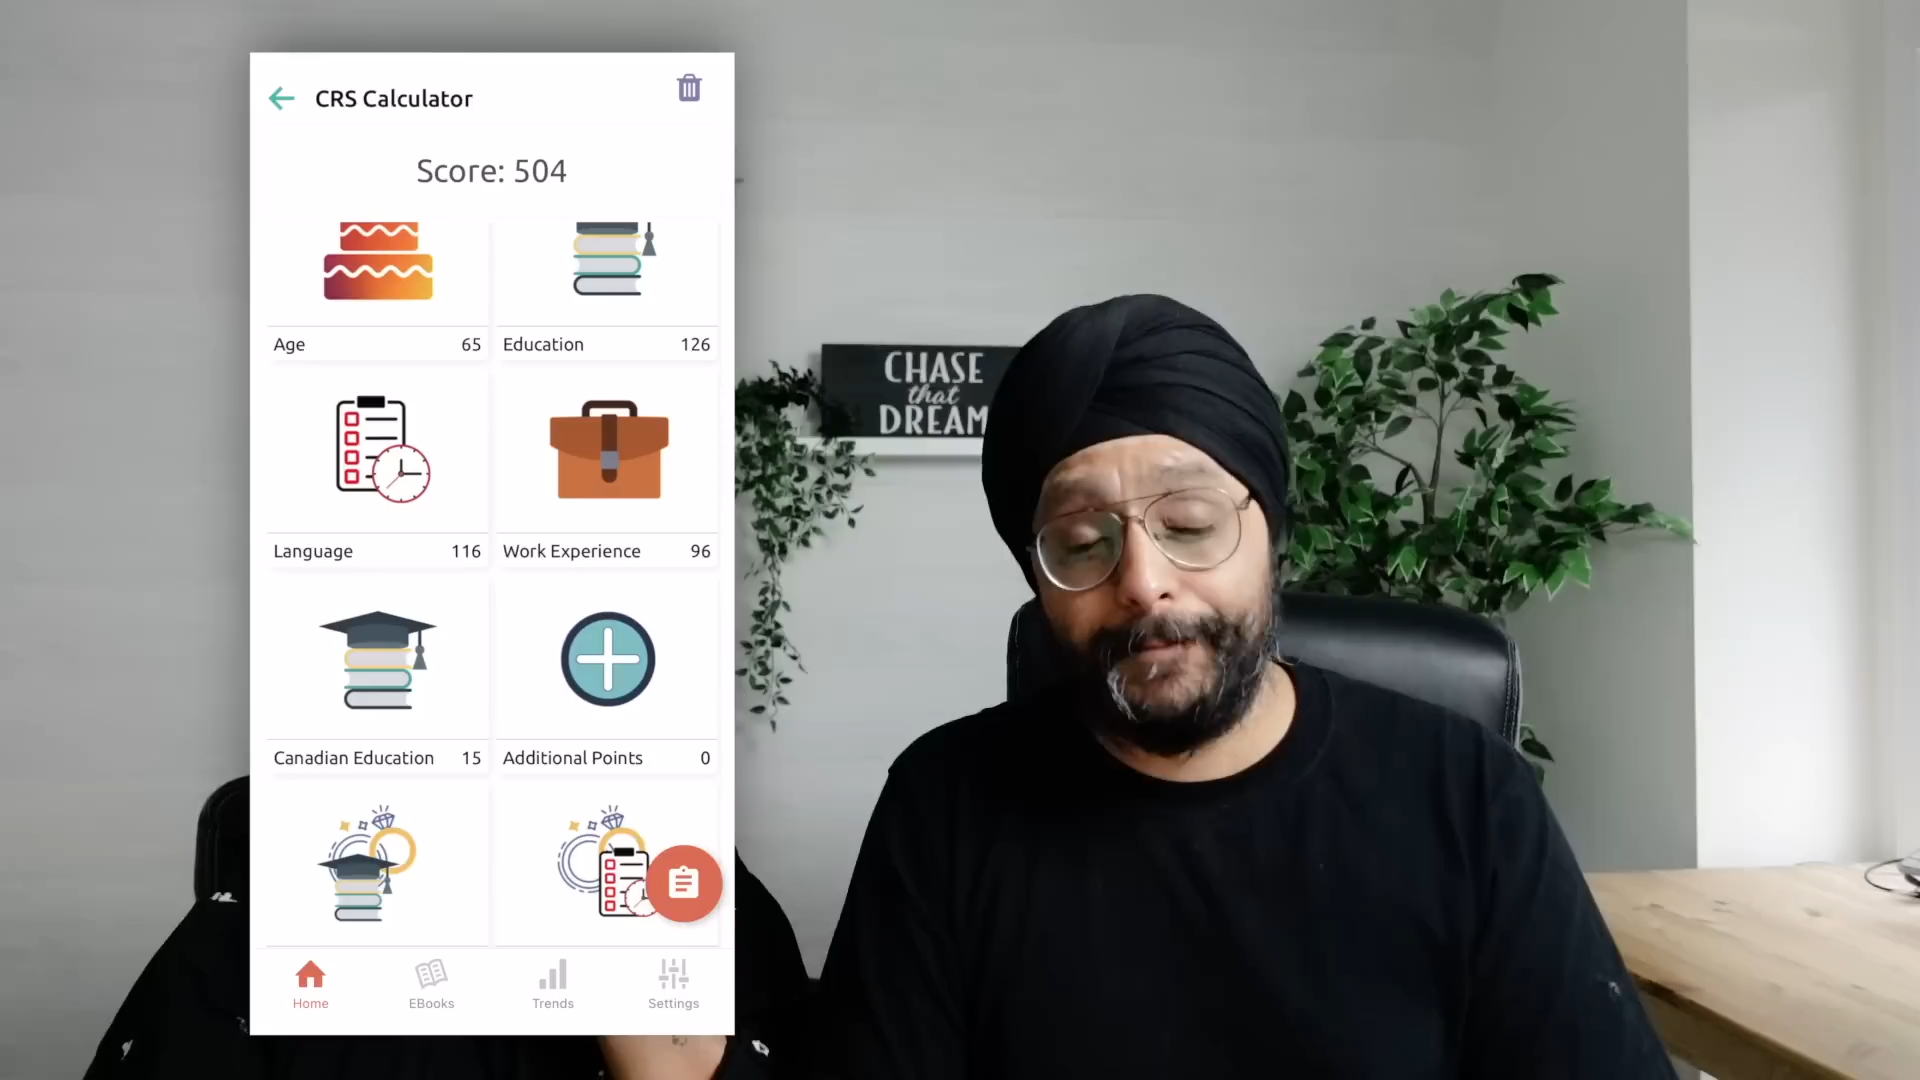 CRS Calculator
Score: 504
Age 65
Education 126
Language 116
Work Experience 96
Canadian Education 15
Additional Points 0
Home
EBooks
Trends
Settings
CHASE
that
DREAM